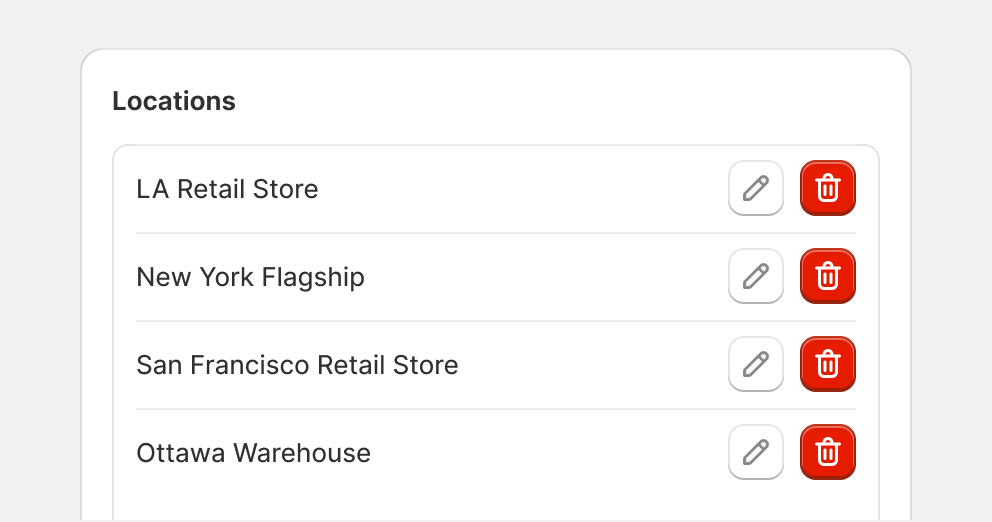 Locations
LA Retail Store
New York Flagship
San Francisco Retail Store
Ottawa Warehouse